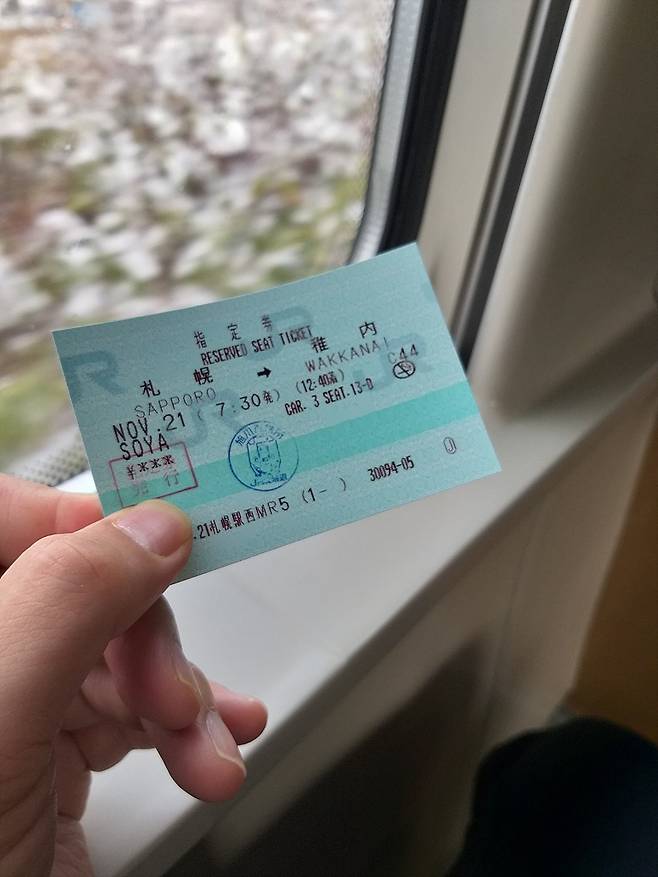 指定券
RESERVED SEAT TICKET
札幌 → 稚内
SAPPORO WAKKANAI C44
NOV.21 (7:30発) (12:40着)
SOYA CAR. 3 SEAT.13-D
¥***
.21札幌駅西MR5 (1- ) 30094-05